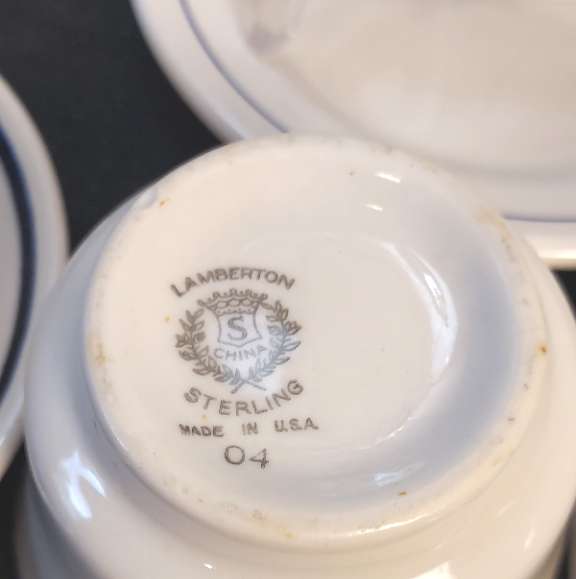 LAMBERTON
S
CHINA
STERLING
MADE IN U.S.A.
04